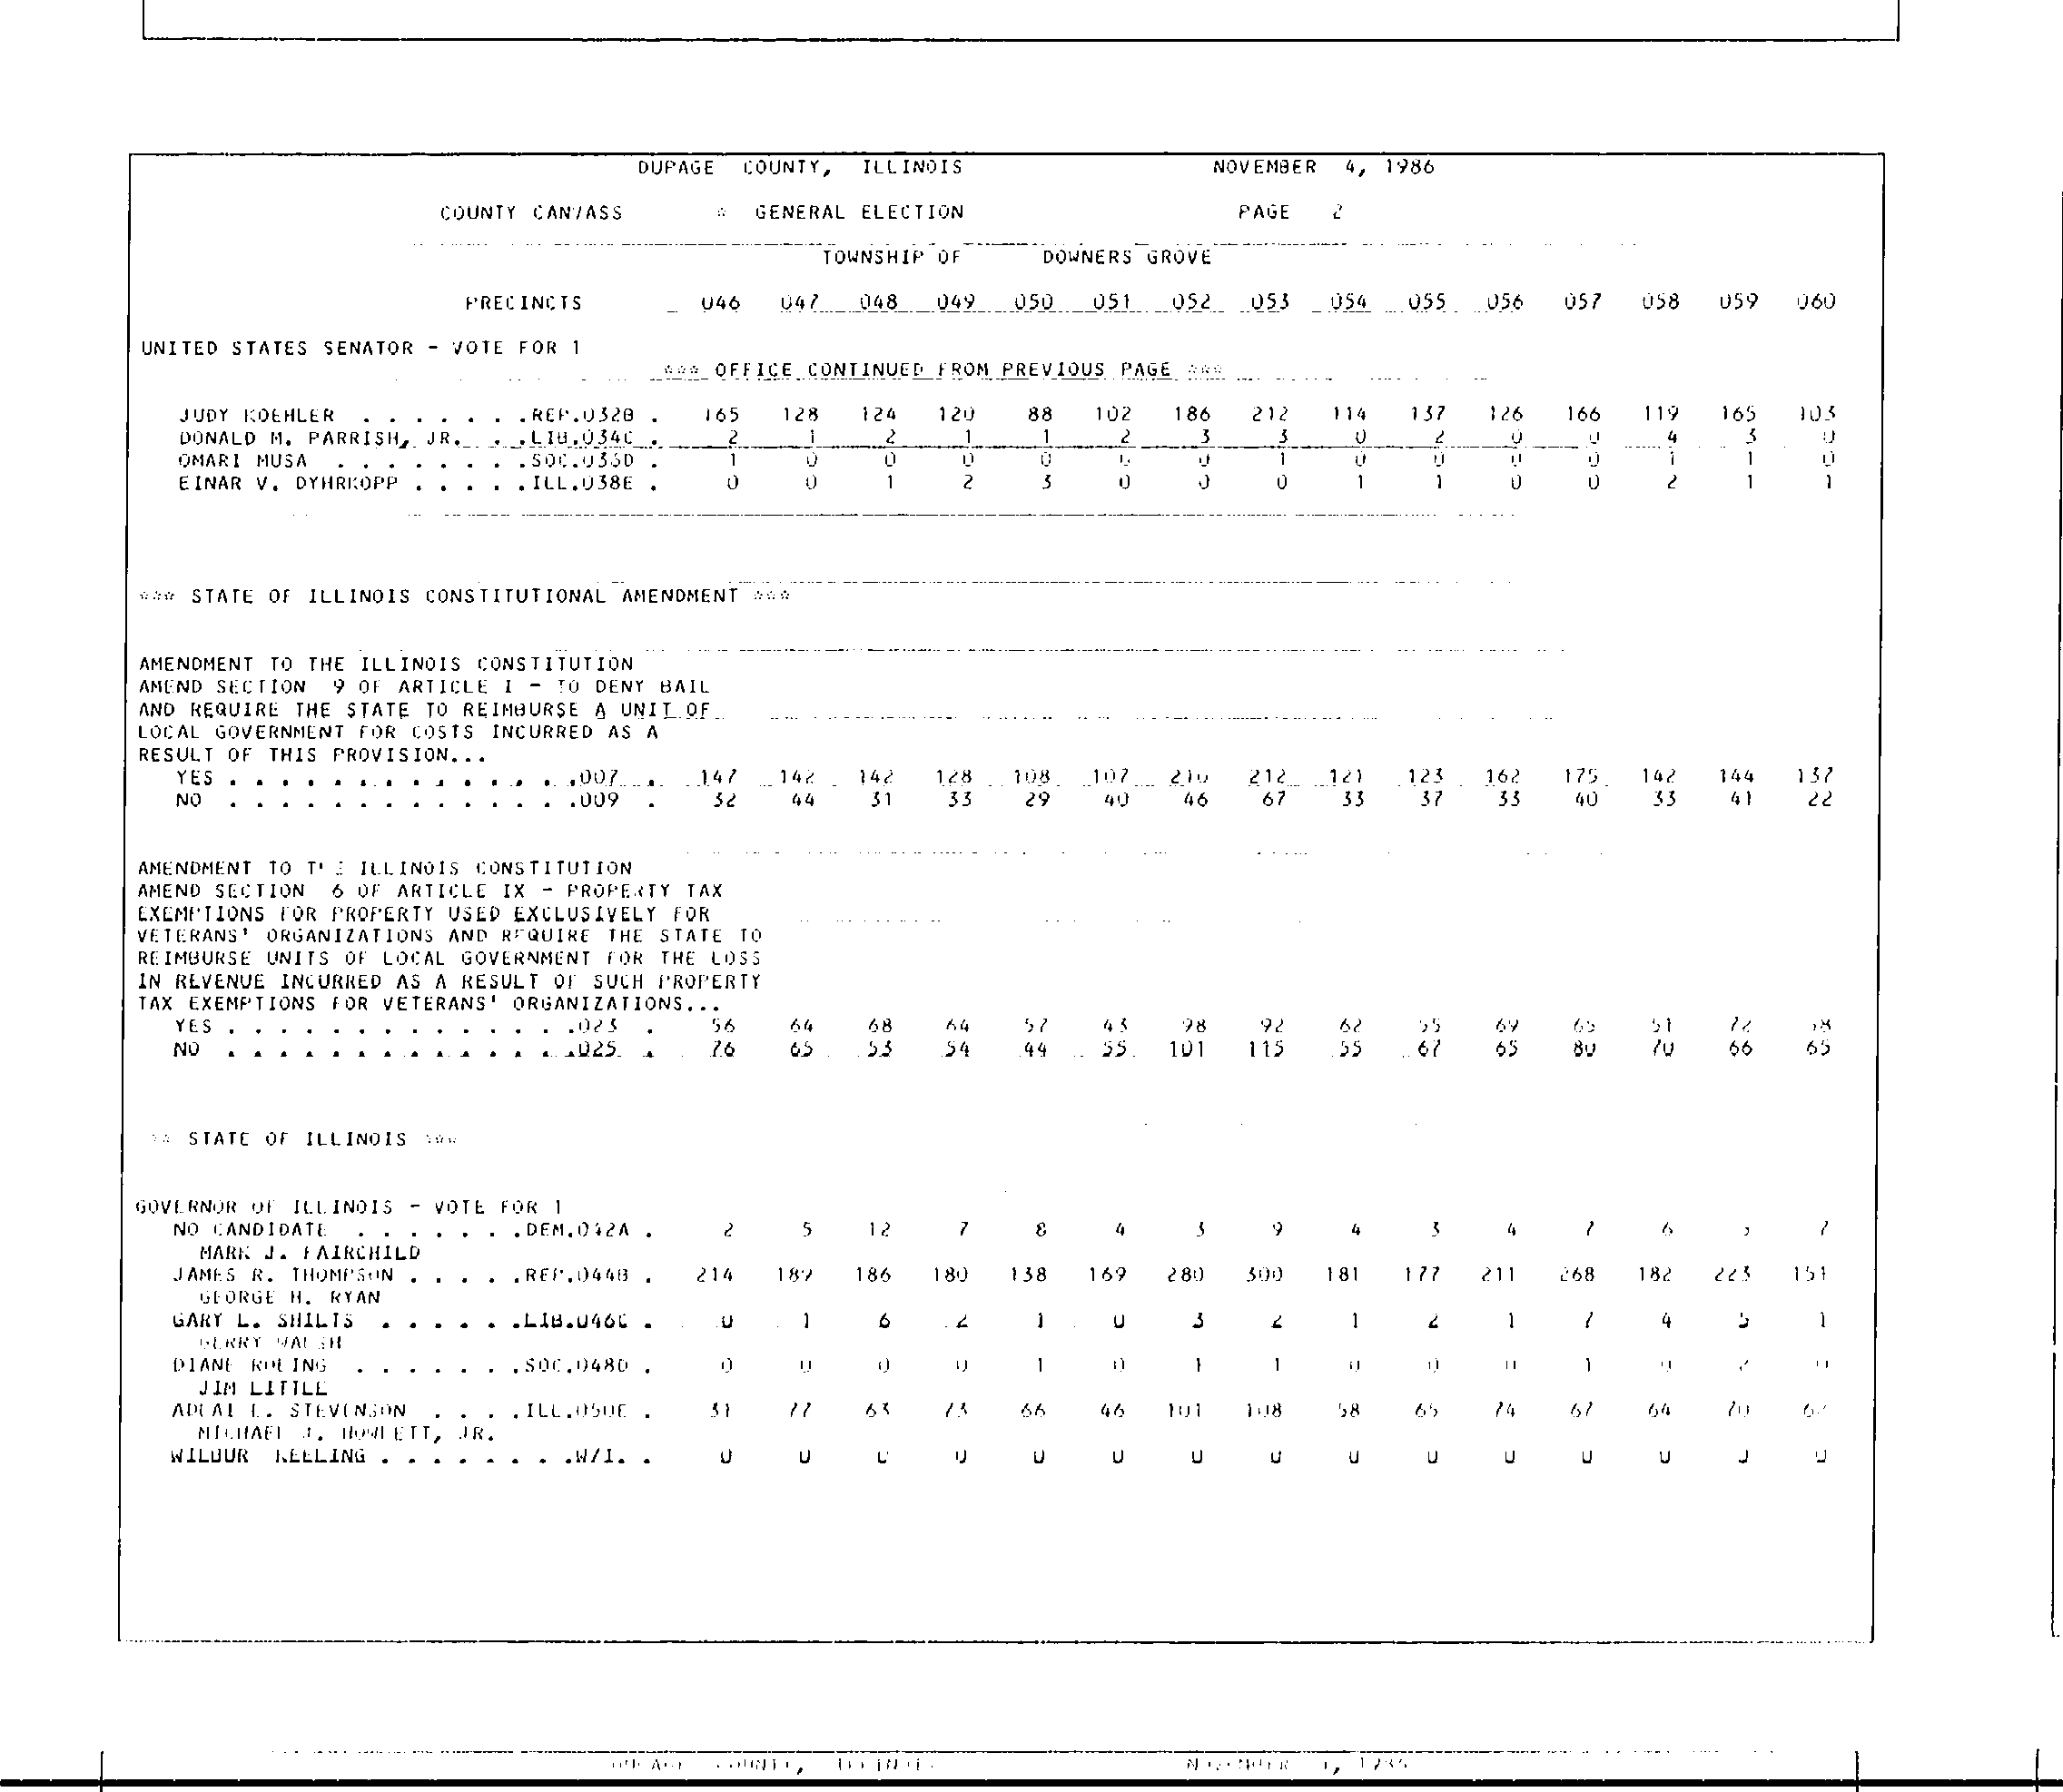 DUPAGE COUNTY, ILLINOIS NOVEMBER 4, 1986
COUNTY CANVASS * GENERAL ELECTION PAGE 2
TOWNSHIP OF DOWNERS GROVE
PRECINCTS 046 047 048 049 050 051 052 053 054 055 056 057 058 059 060
UNITED STATES SENATOR - VOTE FOR 1
*** OFFICE CONTINUED FROM PREVIOUS PAGE ***
JUDY KOEHLER . . . . . . .REP.032B . 165 128 124 120 88 102 186 212 114 137 126 166 119 165 103
DONALD M. PARRISH, JR. . . .LIB.034C . 2 1 2 1 1 2 3 3 0 2 0 0 4 3 0
OMARI MUSA . . . . . . . .SOC.036D . 1 0 0 0 0 0 0 1 0 0 0 0 1 1 0
EINAR V. DYHRKOPP . . . . .ILL.038E . 0 0 1 2 3 0 0 0 1 1 0 0 2 1 1
*** STATE OF ILLINOIS CONSTITUTIONAL AMENDMENT ***
AMENDMENT TO THE ILLINOIS CONSTITUTION
AMEND SECTION 9 OF ARTICLE I - TO DENY BAIL
AND REQUIRE THE STATE TO REIMBURSE A UNIT OF
LOCAL GOVERNMENT FOR COSTS INCURRED AS A
RESULT OF THIS PROVISION...
YES . . . . . . . . . . . . . .007 . 147 142 142 128 108 107 210 212 121 123 162 175 142 144 137
NO . . . . . . . . . . . . . .009 . 32 44 31 33 29 40 46 67 33 37 33 40 33 41 22
AMENDMENT TO THE ILLINOIS CONSTITUTION
AMEND SECTION 6 OF ARTICLE IX - PROPERTY TAX
EXEMPTIONS FOR PROPERTY USED EXCLUSIVELY FOR
VETERANS' ORGANIZATIONS AND REQUIRE THE STATE TO
REIMBURSE UNITS OF LOCAL GOVERNMENT FOR THE LOSS
IN REVENUE INCURRED AS A RESULT OF SUCH PROPERTY
TAX EXEMPTIONS FOR VETERANS' ORGANIZATIONS...
YES . . . . . . . . . . . . . .023 . 56 64 68 64 57 43 98 92 62 55 69 65 51 72 58
NO . . . . . . . . . . . . . .025 . 76 65 53 54 44 55 101 115 55 67 65 80 70 66 65
** STATE OF ILLINOIS ***
GOVERNOR OF ILLINOIS - VOTE FOR 1
NO CANDIDATE . . . . . . .DEM.042A . 2 5 12 7 8 4 3 9 4 3 4 7 6 5 7
MARK J. FAIRCHILD
JAMES R. THOMPSON . . . . .REP.044B . 214 189 186 180 138 169 280 300 181 177 211 268 182 223 151
GEORGE H. RYAN
GARY L. SHILTS . . . . . .LIB.046C . 0 1 6 2 1 0 3 2 1 2 1 7 4 5 1
GERRY WALSH
DIANE ROLING . . . . . . .SOC.048D . 0 0 0 0 1 0 1 1 0 0 0 1 0 2 0
JIM LITTLE
ADLAI E. STEVENSON . . . .ILL.050E . 31 77 63 73 66 46 101 108 58 65 74 67 64 70
MICHAEL J. HOWLETT, JR.
WILBUR KEELING . . . . . . . .W/I. . 0 0 0 0 0 0 0 0 0 0 0 0 0 0 0
COUNTY, ILLINOIS NOVEMBER